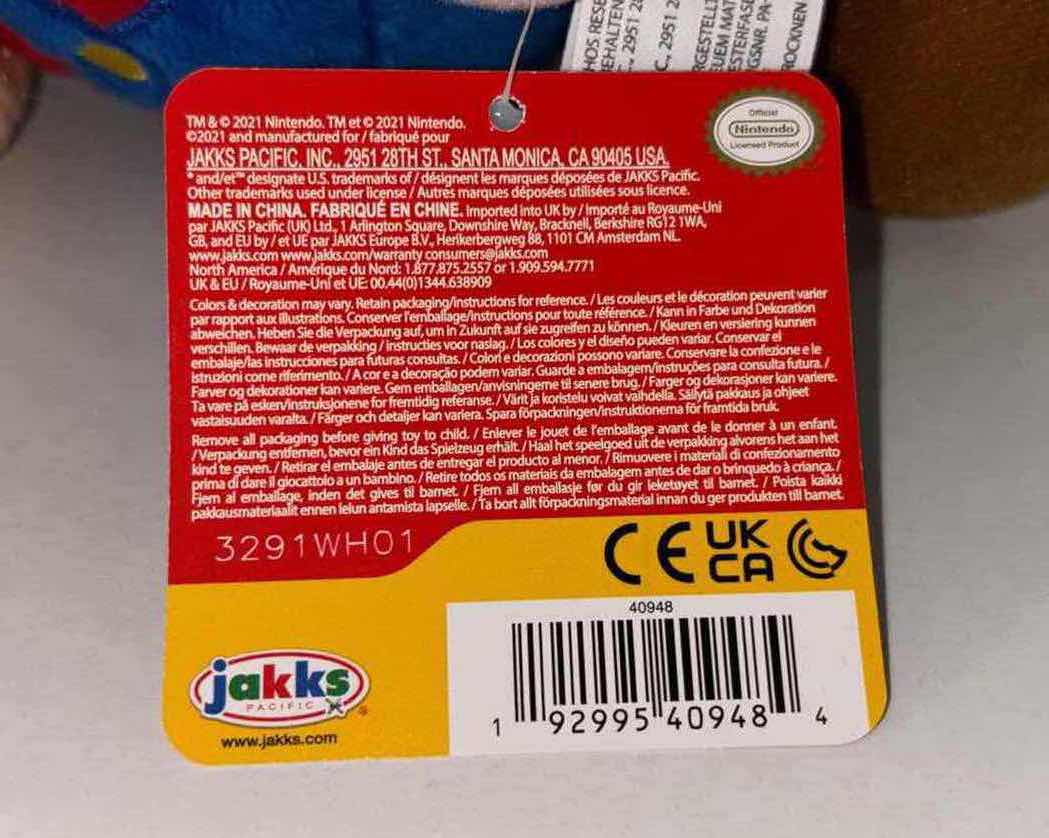 HOS RESE
EHALTEN
C., 2951 28
C., 2951 2
RGESTELLT
UEM MAT
ESTERFASE
GSNR. PA-
ROCKNEN
TM & © 2021 Nintendo. TM et © 2021 Nintendo.
©2021 and manufactured for / fabriqué pour
JAKKS PACIFIC, INC., 2951 28TH ST., SANTA MONICA, CA 90405 USA.
* and/et™ designate U.S. trademarks of / désignent les marques déposées de JAKKS Pacific.
Other trademarks used under license / Autres marques déposées utilisées sous licence.
MADE IN CHINA. FABRIQUÉ EN CHINE. Imported into UK by / Importé au Royaume-Uni
par JAKKS Pacific (UK) Ltd., 1 Arlington Square, Downshire Way, Bracknell, Berkshire RG12 1WA,
GB, and EU by / et UE par JAKKS Europe B.V., Herikerbergweg 88, 1101 CM Amsterdam NL.
www.jakks.com www.jakks.com/warranty consumers@jakks.com
North America / Amérique du Nord: 1.877.875.2557 or 1.909.594.7771
UK & EU / Royaume-Uni et UE: 00.44(0)1344.638909
Official
Nintendo
Licensed Product
Colors & decoration may vary. Retain packaging/instructions for reference. / Les couleurs et le décoration peuvent varier
par rapport aux illustrations. Conserver l'emballage/instructions pour toute référence. / Kann in Farbe und Dekoration
abweichen. Heben Sie die Verpackung auf, um in Zukunft auf sie zugreifen zu können. / Kleuren en versiering kunnen
verschillen. Bewaar de verpakking / instructies voor naslag. / Los colores y el diseño pueden variar. Conservar el
embalaje/las instrucciones para futuras consultas. / Colori e decorazioni possono variare. Conservare la confezione e le
istruzioni come riferimento. / A cor e a decoração podem variar. Guarde a embalagem/instruções para consulta futura. /
Farver og dekorationer kan variere. Gem emballagen/anvisningerne til senere brug. / Farger og dekorasjoner kan variere.
Ta vare på esken/instruksjonene for fremtidig referanse. / Värit ja koristelu voivat vaihdella. Säilytä pakkaus ja ohjeet
vastaisuuden varalta. / Färger och detaljer kan variera. Spara förpackningen/instruktionerna för framtida bruk.
Remove all packaging before giving toy to child. / Enlever le jouet de l'emballage avant de le donner à un enfant.
/ Verpackung entfernen, bevor ein Kind das Spielzeug erhält. / Haal het speelgoed uit de verpakking alvorens het aan het
kind te geven. / Retirar el embalaje antes de entregar el producto al menor. / Rimuovere i materiali di confezionamento
prima di dare il giocattolo a un bambino. / Retire todos os materiais da embalagem antes de dar o brinquedo à criança. /
Fjern al emballage, inden det gives til barnet. / Fjern all emballasje før du gir leketøyet til barnet. / Poista kaikki
pakkausmateriaalit ennen lelun antamista lapselle. / Ta bort allt förpackningsmaterial innan du ger produkten till barnet.
3291WH01
CE UK
CA
40948
1 92995 40948 4
jakks
PACIFIC
www.jakks.com